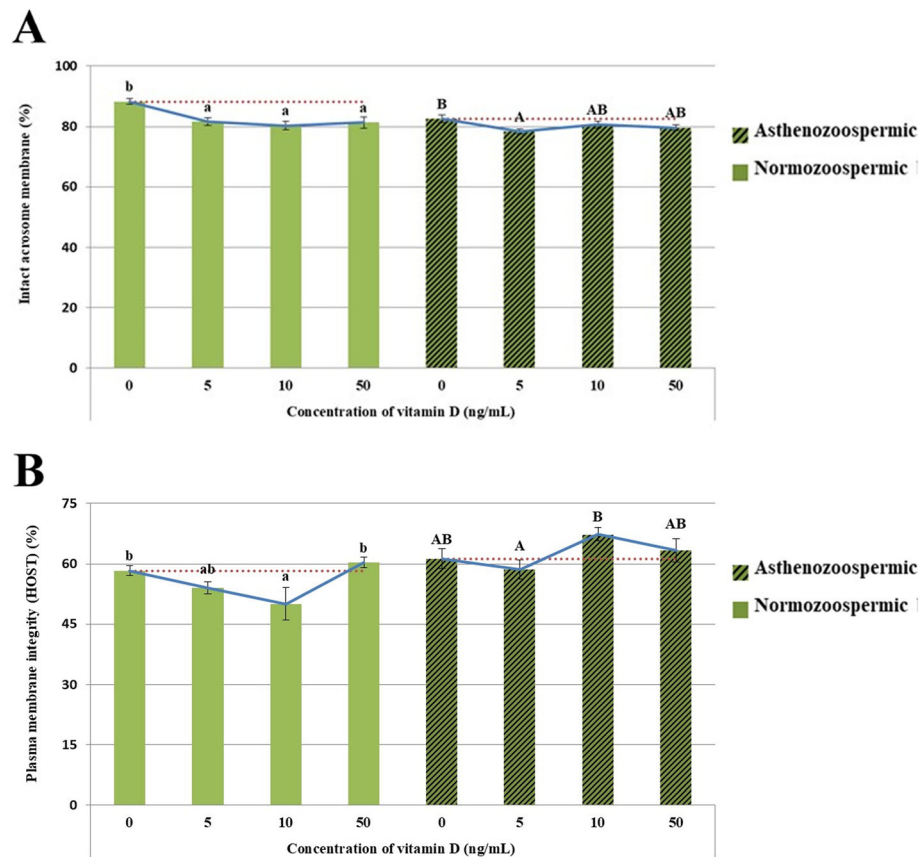 A
Intact acrosome membrane (%)
100
80
60
40
20
0
b
a
a
a
B
A
AB
AB
0 5 10 50 0 5 10 50
Concentration of vitamin D (ng/mL)
Asthenozoospermic
Normozoospermic
B
Plasma membrane integrity (HOST) (%)
75
60
45
30
15
0
b
ab
a
b
AB
A
B
AB
0 5 10 50 0 5 10 50
Concentration of vitamin D (ng/mL)
Asthenozoospermic
Normozoospermic